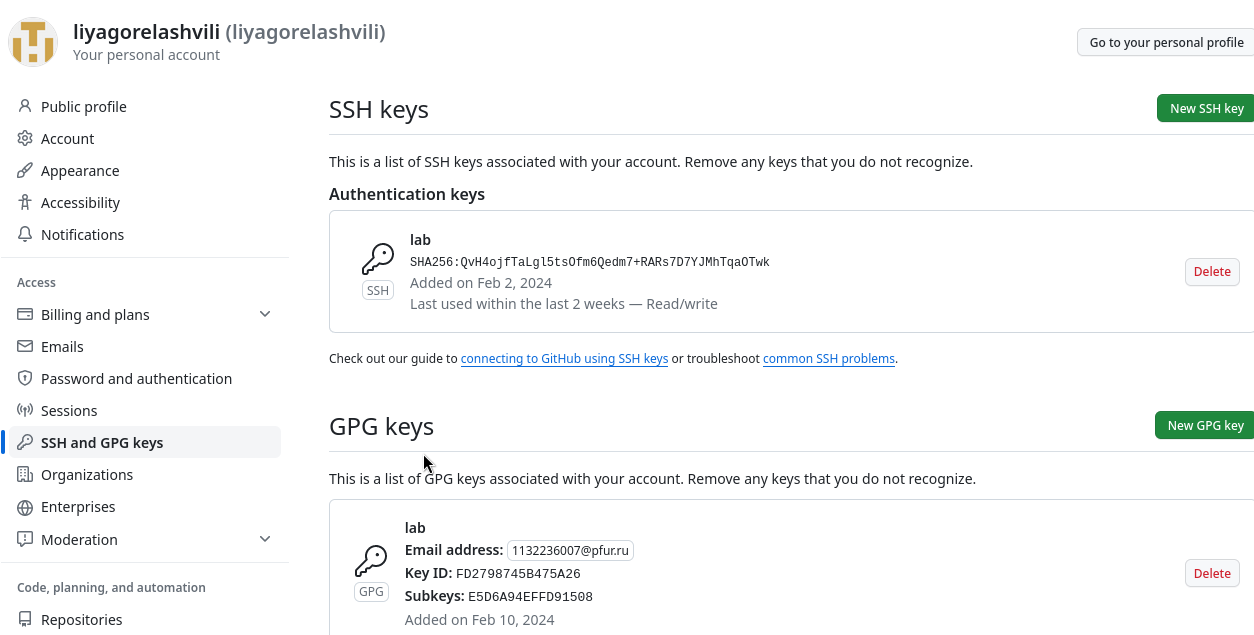 liyagorelashvili (liyagorelashvili)
Your personal account
Go to your personal profile
Public profile
Account
Appearance
Accessibility
Notifications
Access
Billing and plans
Emails
Password and authentication
Sessions
SSH and GPG keys
Organizations
Enterprises
Moderation
Code, planning, and automation
Repositories
SSH keys
New SSH key
This is a list of SSH keys associated with your account. Remove any keys that you do not recognize.
Authentication keys
lab
SHA256:QvH4ojfTaLgl5tsOfm6Qedm7+RARs7D7YJMhTqaOTwk
SSH
Added on Feb 2, 2024
Last used within the last 2 weeks — Read/write
Delete
Check out our guide to connecting to GitHub using SSH keys or troubleshoot common SSH problems.
GPG keys
New GPG key
This is a list of GPG keys associated with your account. Remove any keys that you do not recognize.
lab
Email address: 1132236007@pfur.ru
Key ID: FD2798745B475A26
GPG
Subkeys: E5D6A94EFFD91508
Added on Feb 10, 2024
Delete